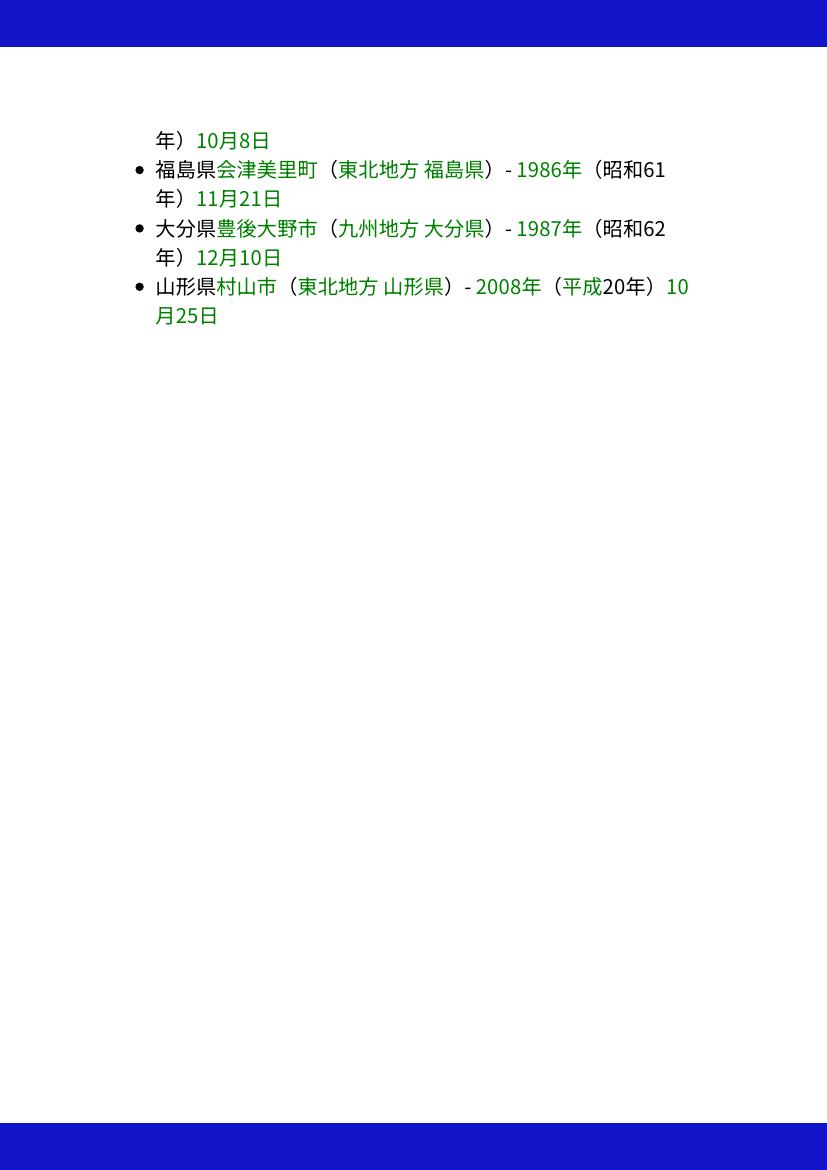 年）10月8日
• 福島県会津美里町（東北地方 福島県）- 1986年（昭和61
年）11月21日
• 大分県豊後大野市（九州地方 大分県）- 1987年（昭和62
年）12月10日
• 山形県村山市（東北地方 山形県）- 2008年（平成20年）10
月25日